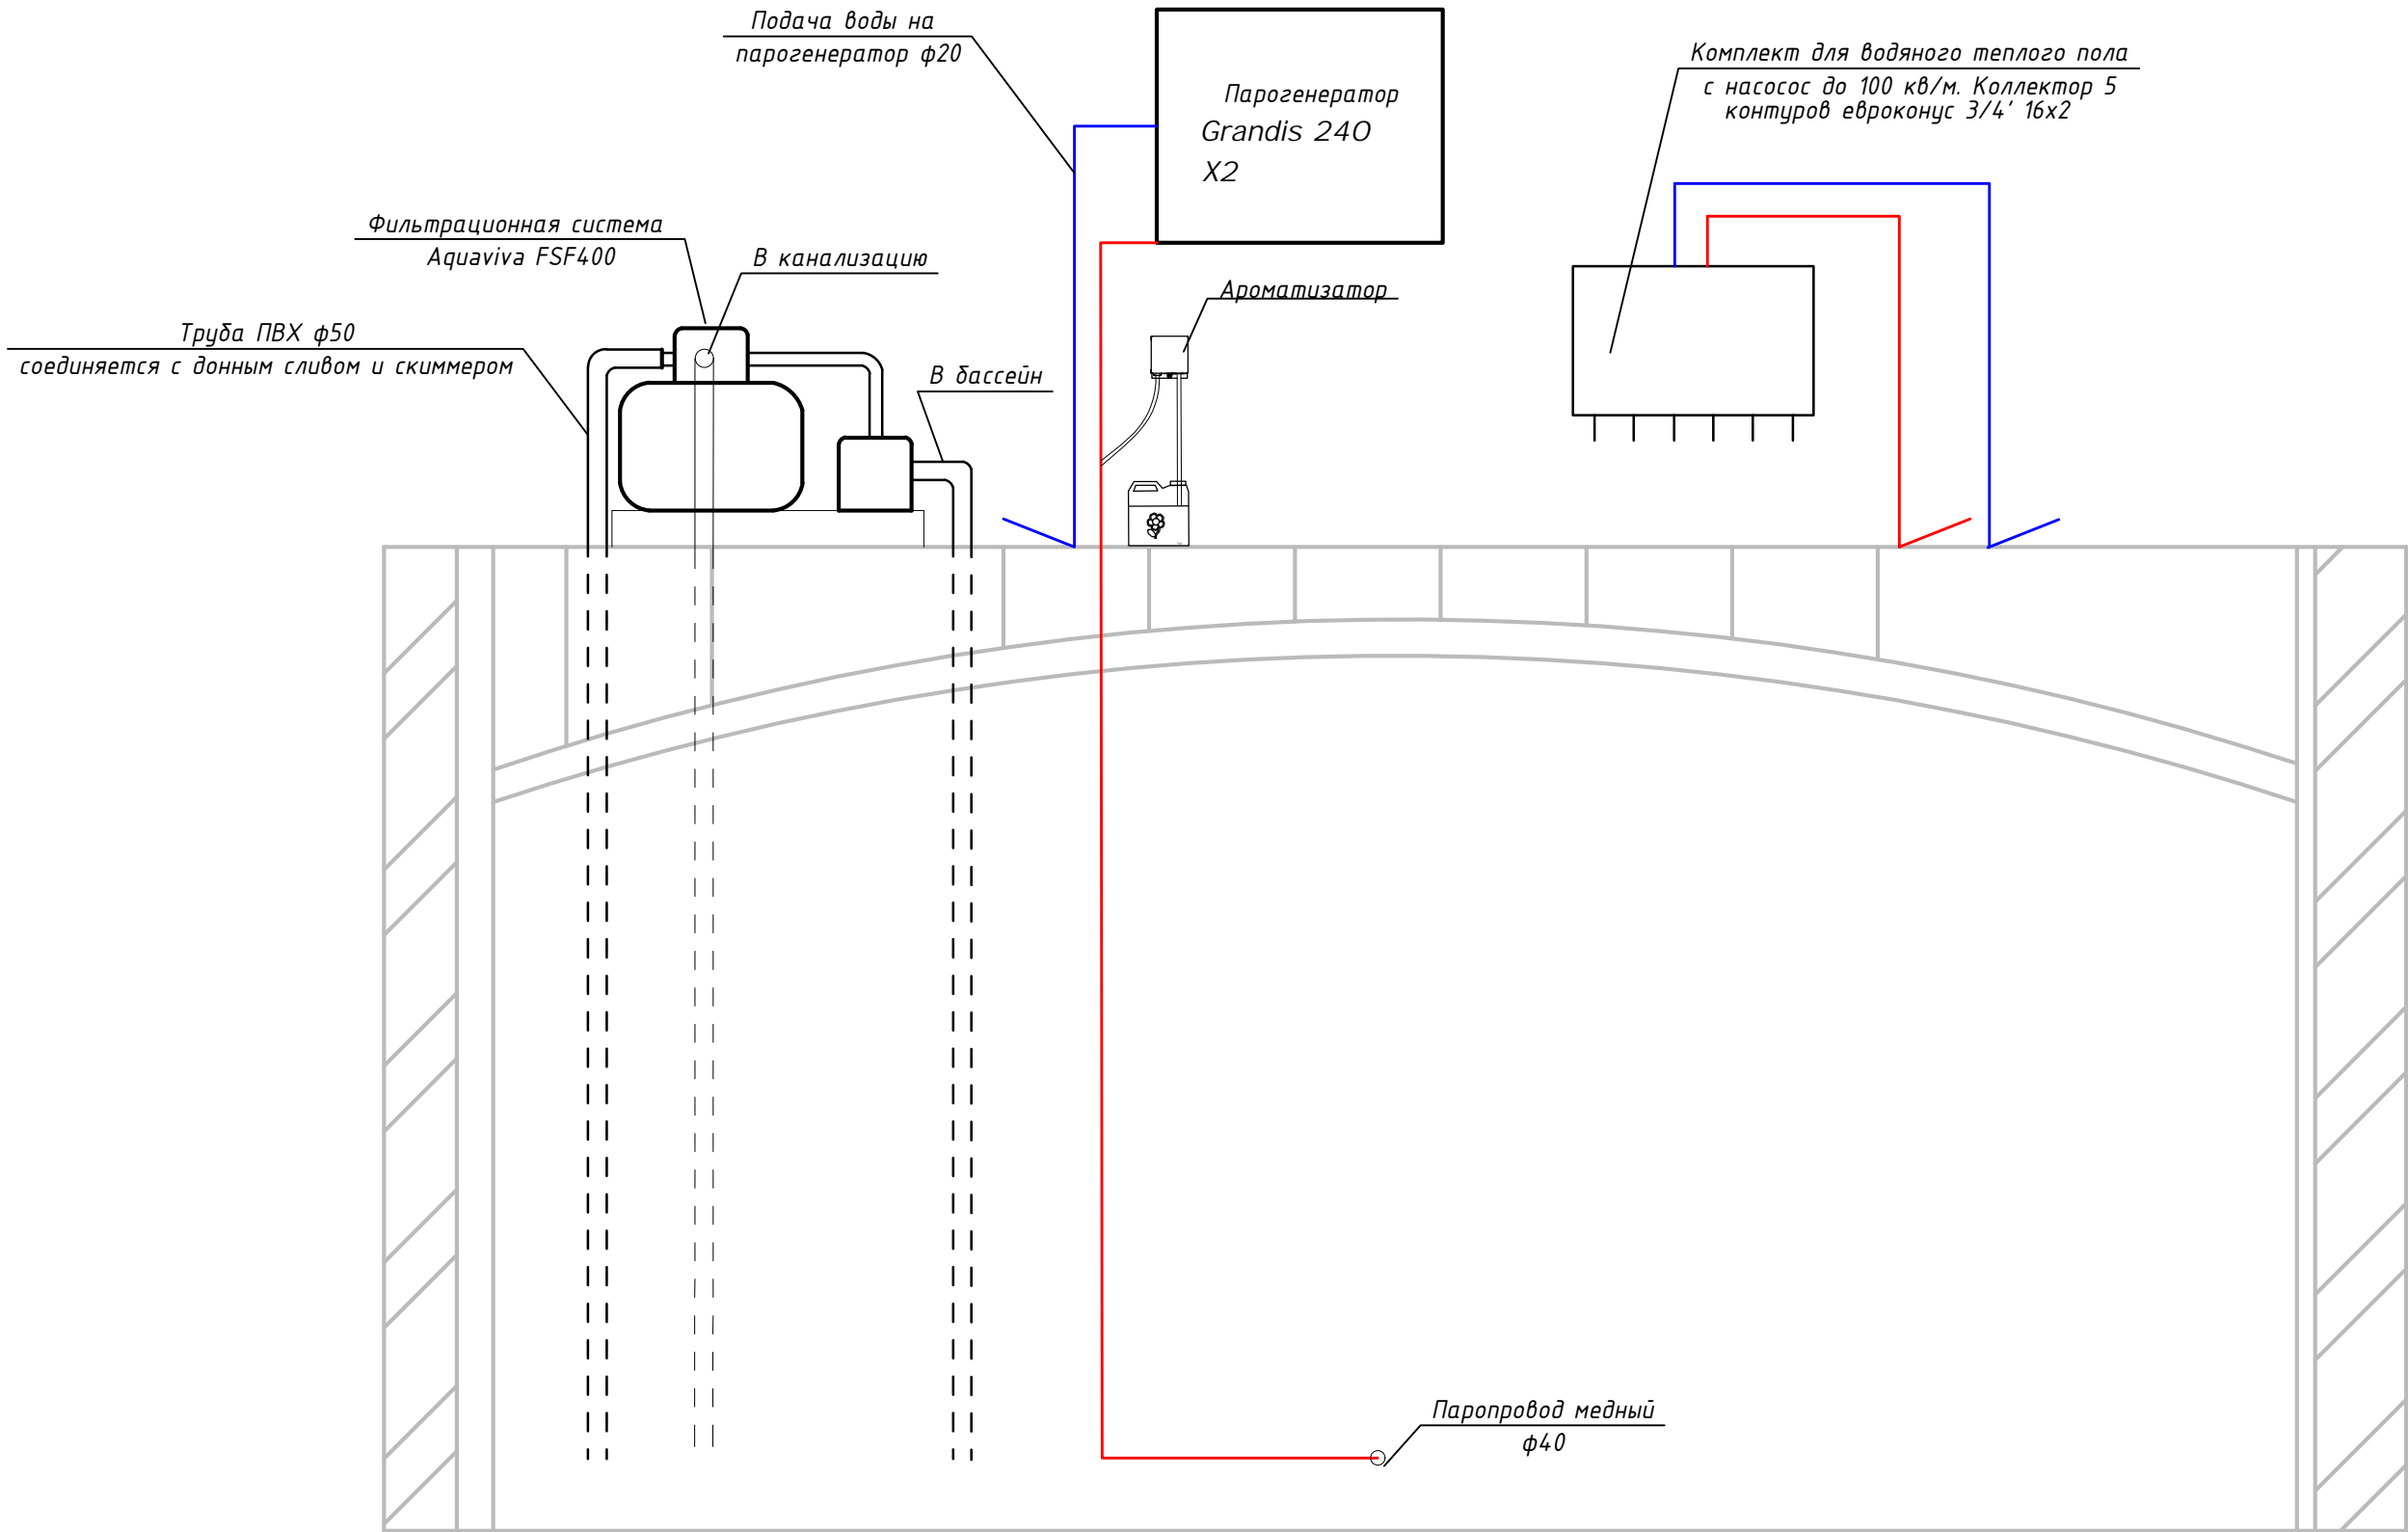 Подача воды на
парогенератор ф20
Парогенератор
Grandis 240
X2
Комплект для водяного теплого пола
с насосос до 100 кв/м. Коллектор 5
контуров евроконус 3/4' 16х2
Фильтрационная система
Aquaviva FSF400
В канализацию
Ароматизатор
Труба ПВХ ф50
соединяется с донным сливом и скиммером
В бассейн
Паропровод медный
ф40